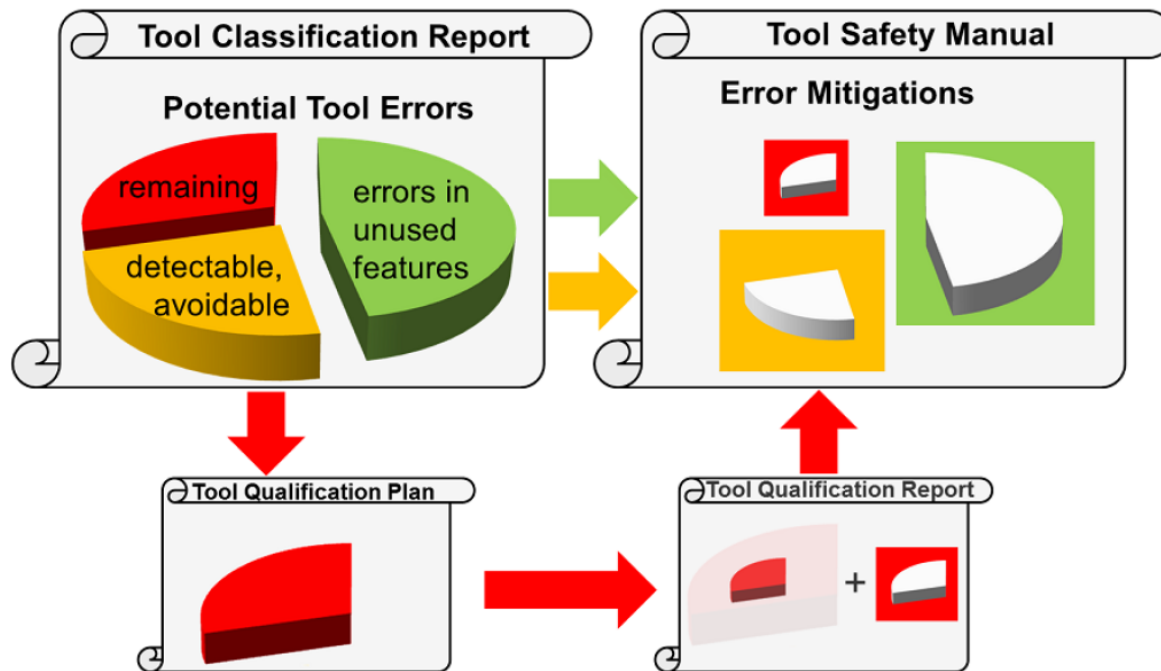 Tool Classification Report
Potential Tool Errors
remaining
errors in
unused
features
detectable,
avoidable
Tool Safety Manual
Error Mitigations
Tool Qualification Plan
Tool Qualification Report
+